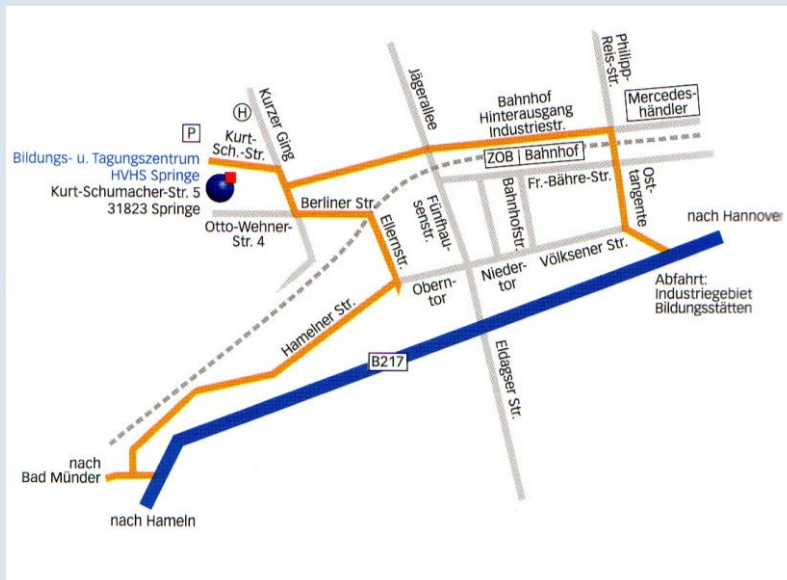 Philipp-
Reis-str.
Jägerallee
Mercedes-
händler
Bahnhof
Hinterausgang
Industriestr.
H
Kurzer Ging
P
Kurt-
Sch.-Str.
ZOB | Bahnhof
Bildungs- u. Tagungszentrum
HVHS Springe
Kurt-Schumacher-Str. 5
31823 Springe
Fr.-Bähre-Str.
Ost-
tangente
Berliner Str.
Otto-Wehner-
Str. 4
Ellernstr.
Fünfhau-
senstr.
Bahnhofstr.
nach Hannover
Völksener Str.
Obern-
tor
Nieder-
tor
Abfahrt:
Industriegebiet
Bildungsstätten
Hamelner Str.
B217
Eldagser Str.
nach
Bad Münder
nach Hameln